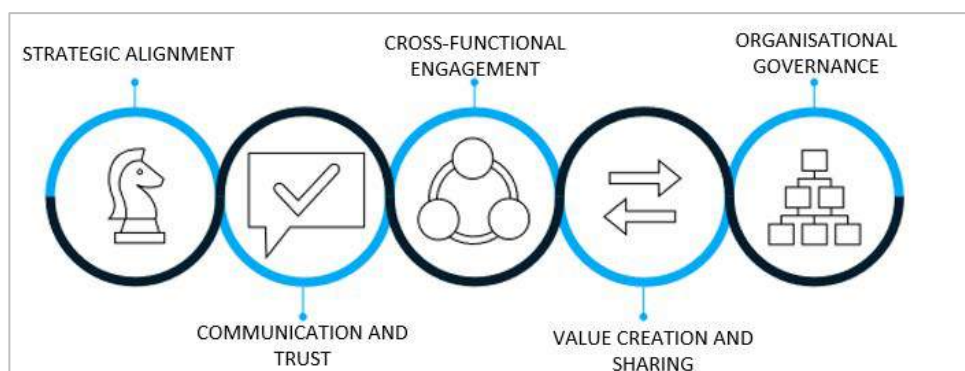 STRATEGIC ALIGNMENT
CROSS-FUNCTIONAL
ENGAGEMENT
ORGANISATIONAL
GOVERNANCE
COMMUNICATION AND
TRUST
VALUE CREATION AND
SHARING